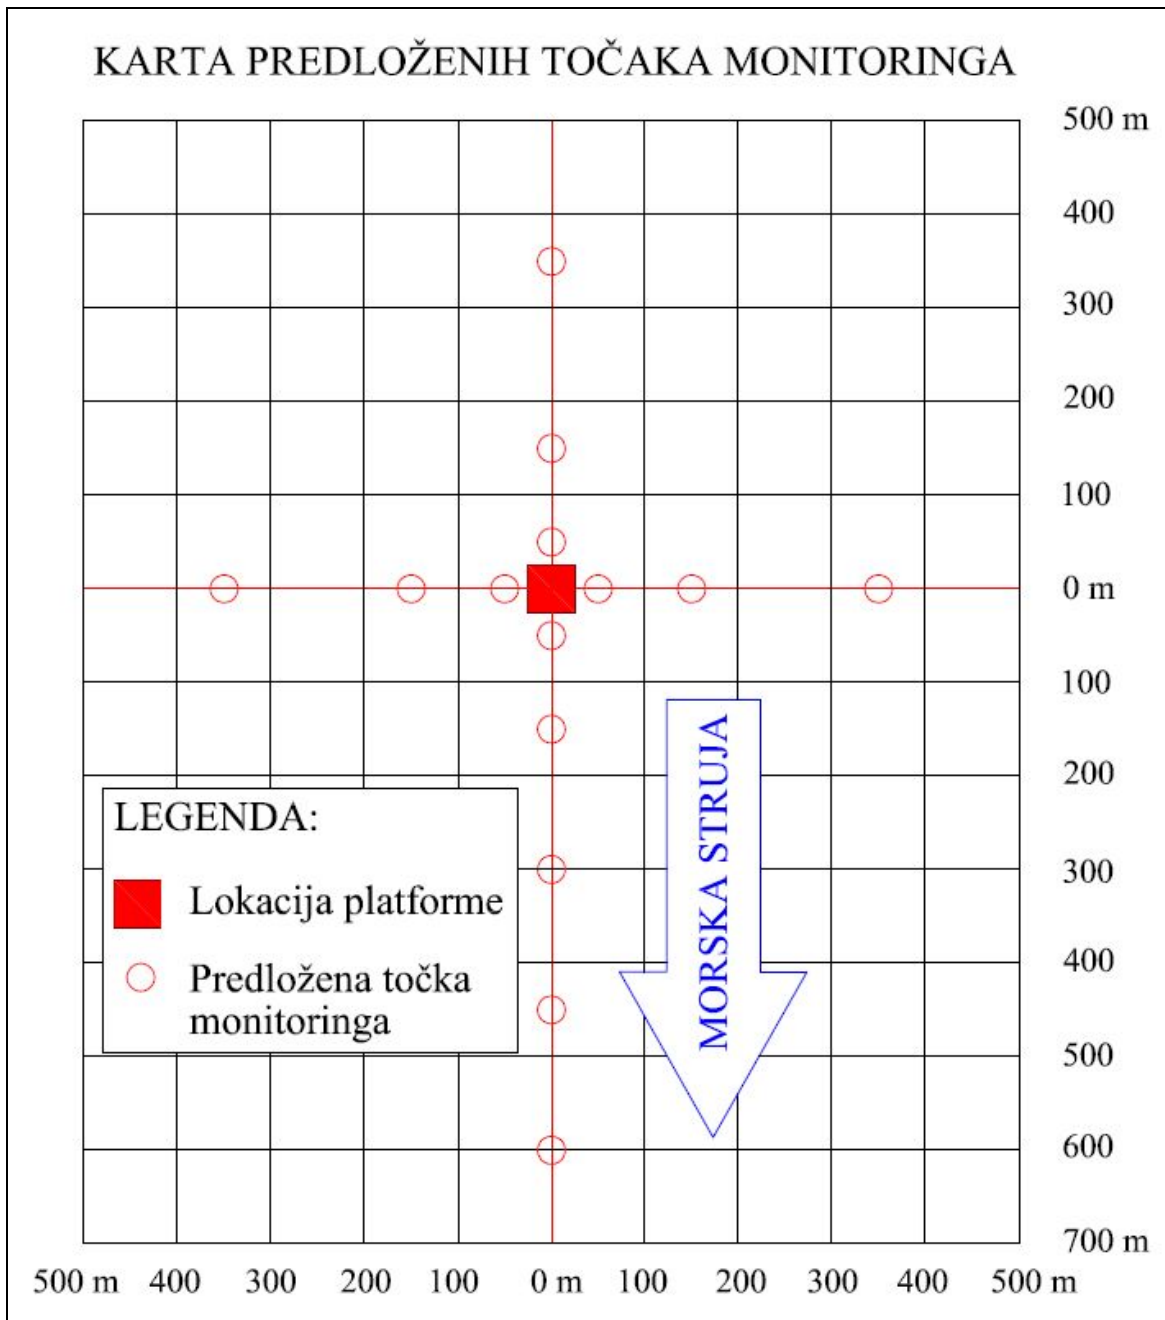 KARTA PREDLOŽENIH TOČAKA MONITORINGA
500 m
400
300
200
100
0 m
100
200
300
400
500
600
700 m
MORSKA STRUJA
LEGENDA:
Lokacija platforme
Predložena točka
monitoringa
500 m 400 300 200 100 0 m 100 200 300 400 500 m